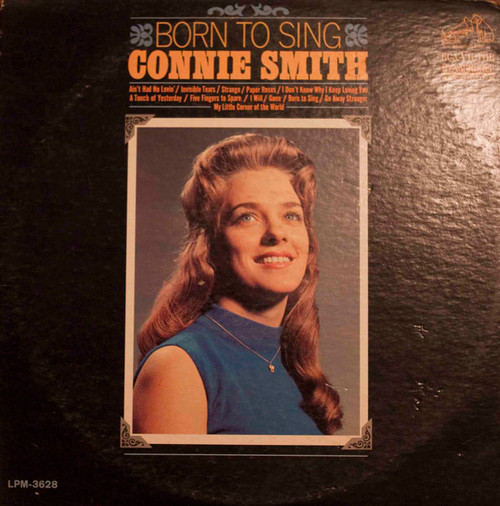 BORN TO SING
CONNIE SMITH
Ain't Had No Lovin' / Invisible Tears / Strange / Paper Roses / I Don't Know Why I Keep Loving You
A Touch of Yesterday / Five Fingers to Spare / I Will / Gone / Born to Sing / Go Away Stranger
My Little Corner of the World
RCA VICTOR
LPM-3628